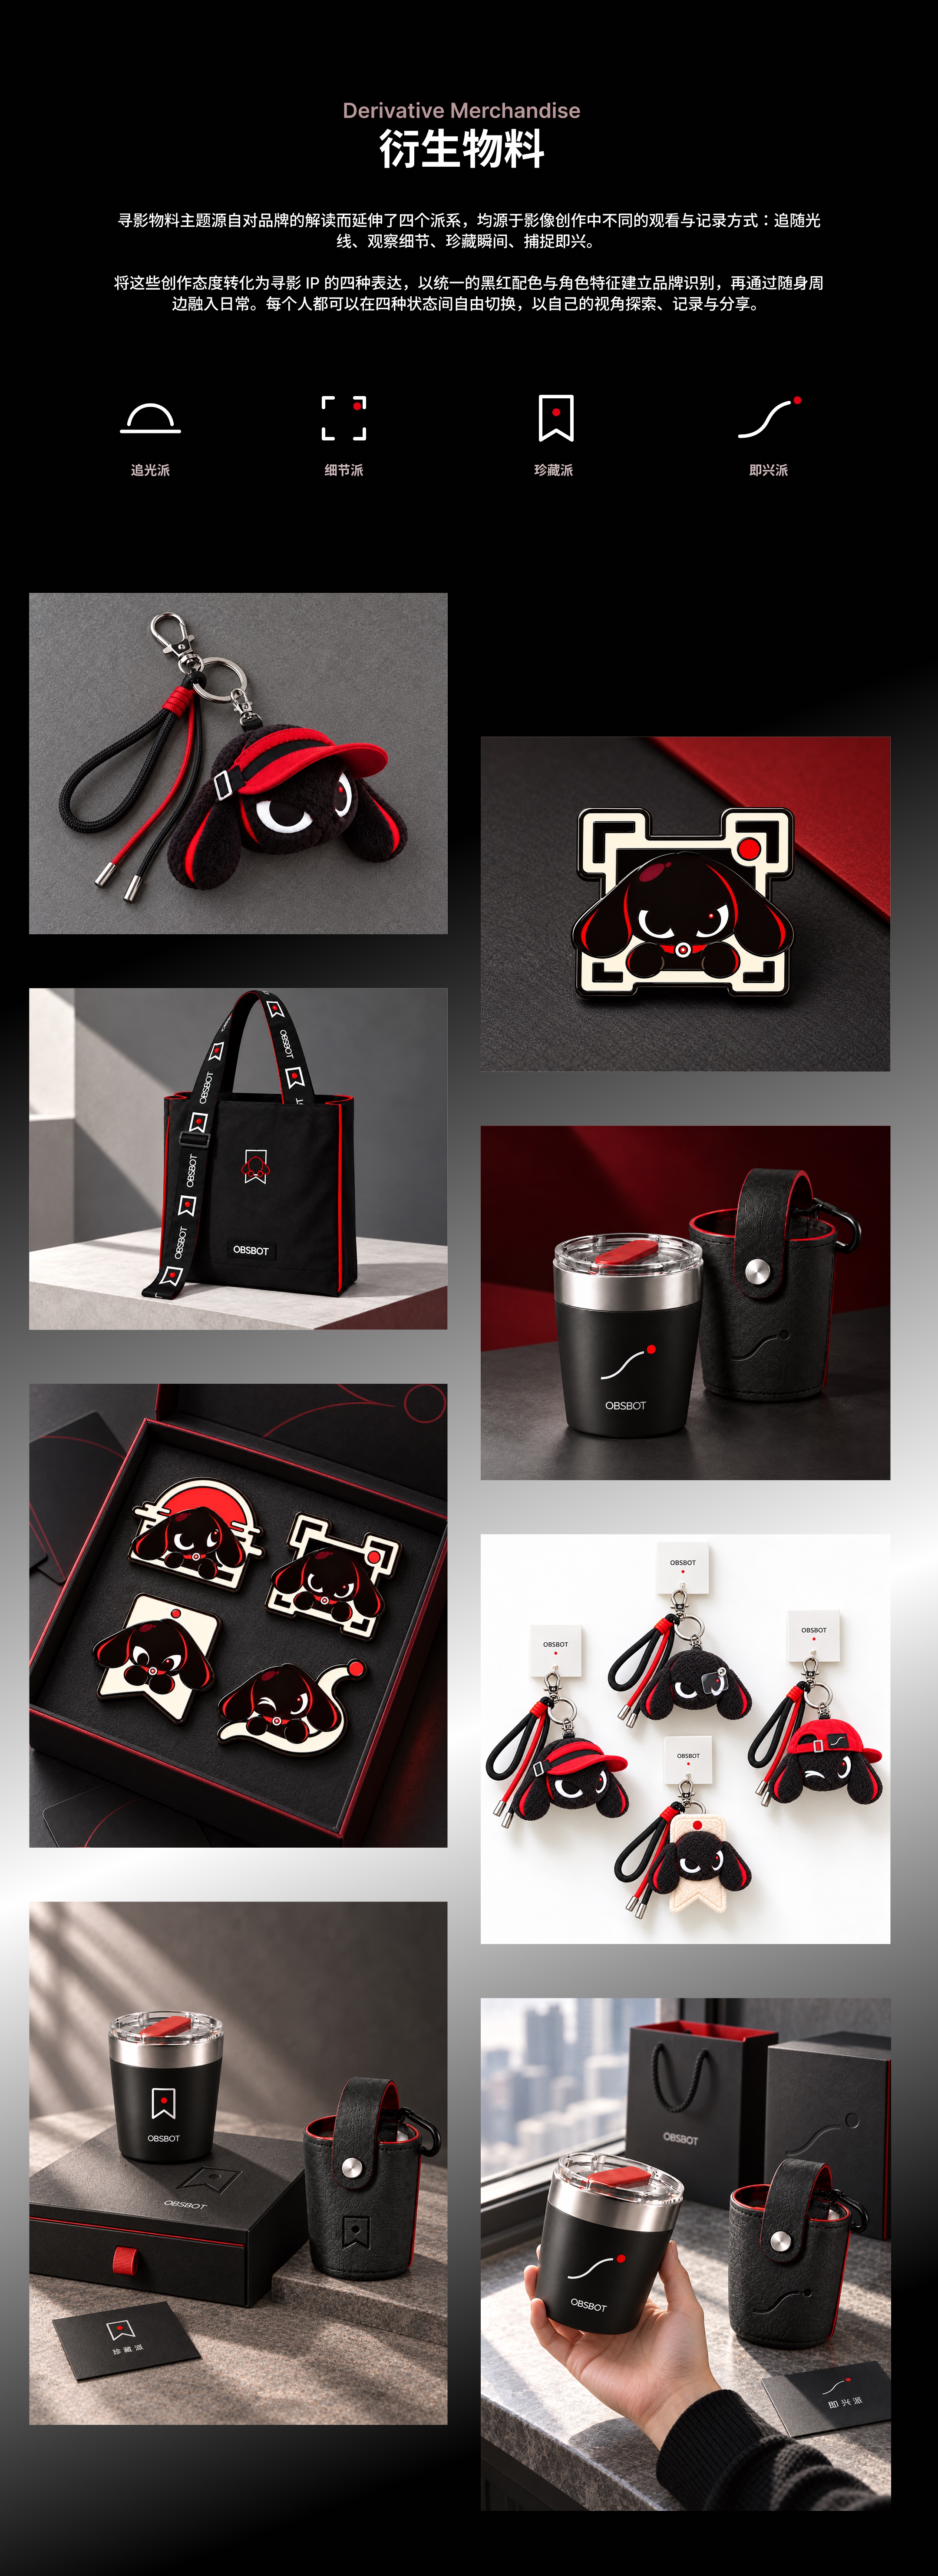 Derivative Merchandise
衍生物料
寻影物料主题源自对品牌的解读而延伸了四个派系，均源于影像创作中不同的观看与记录方式：追随光
线、观察细节、珍藏瞬间、捕捉即兴。
将这些创作态度转化为寻影 IP 的四种表达，以统一的黑红配色与角色特征建立品牌识别，再通过随身周
边融入日常。每个人都可以在四种状态间自由切换，以自己的视角探索、记录与分享。
追光派
细节派
珍藏派
即兴派
OBSBOT
OBSBOT
OBSBOT
OBSBOT
OBSBOT
OBSBOT
OBSBOT
OBSBOT
OBSBOT
OBSBOT
OBSBOT
OBSBOT
OBSBOT
珍藏派
OBSBOT
OBSBOT
即兴派